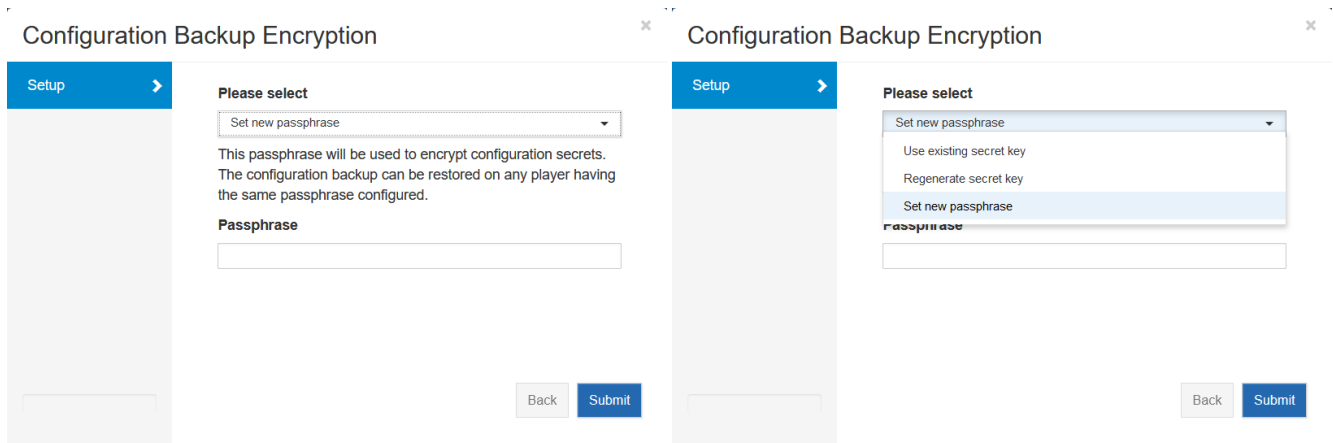 Configuration Backup Encryption
×
Setup
Please select
Set new passphrase
This passphrase will be used to encrypt configuration secrets.
The configuration backup can be restored on any player having
the same passphrase configured.
Passphrase
Back
Submit
Configuration Backup Encryption
×
Setup
Please select
Set new passphrase
Use existing secret key
Regenerate secret key
Set new passphrase
Passphrase
Back
Submit